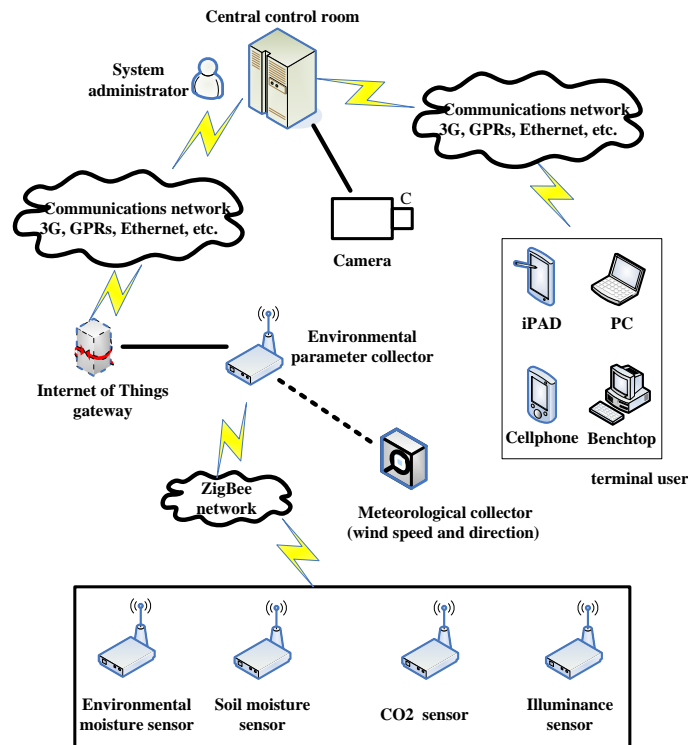 Central control room
System
administrator
Communications network
3G, GPRs, Ethernet, etc.
Communications network
3G, GPRs, Ethernet, etc.
C
Camera
iPAD
PC
Environmental
parameter collector
Internet of Things
gateway
Cellphone
Benchtop
terminal user
ZigBee
network
Meteorological collector
(wind speed and direction)
Environmental
moisture sensor
Soil moisture
sensor
CO2 sensor
Illuminance
sensor